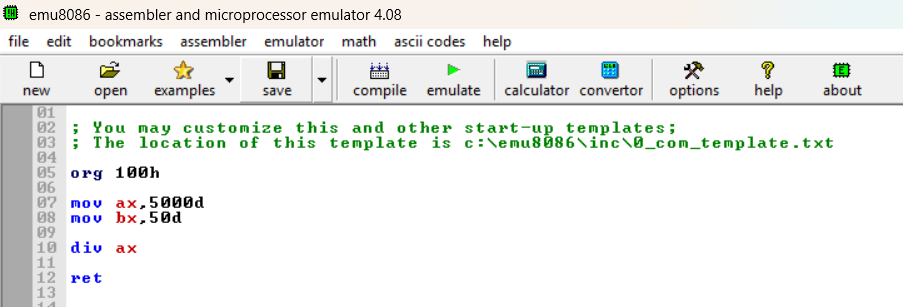 emu8086 - assembler and microprocessor emulator 4.08
file edit bookmarks assembler emulator math ascii codes help
new open examples save compile emulate calculator convertor options help about
01
02 ; You may customize this and other start-up templates;
03 ; The location of this template is c:\emu8086\inc\0_com_template.txt
04
05 org 100h
06
07 mov ax,5000d
08 mov bx,50d
09
10 div ax
11
12 ret
13
14